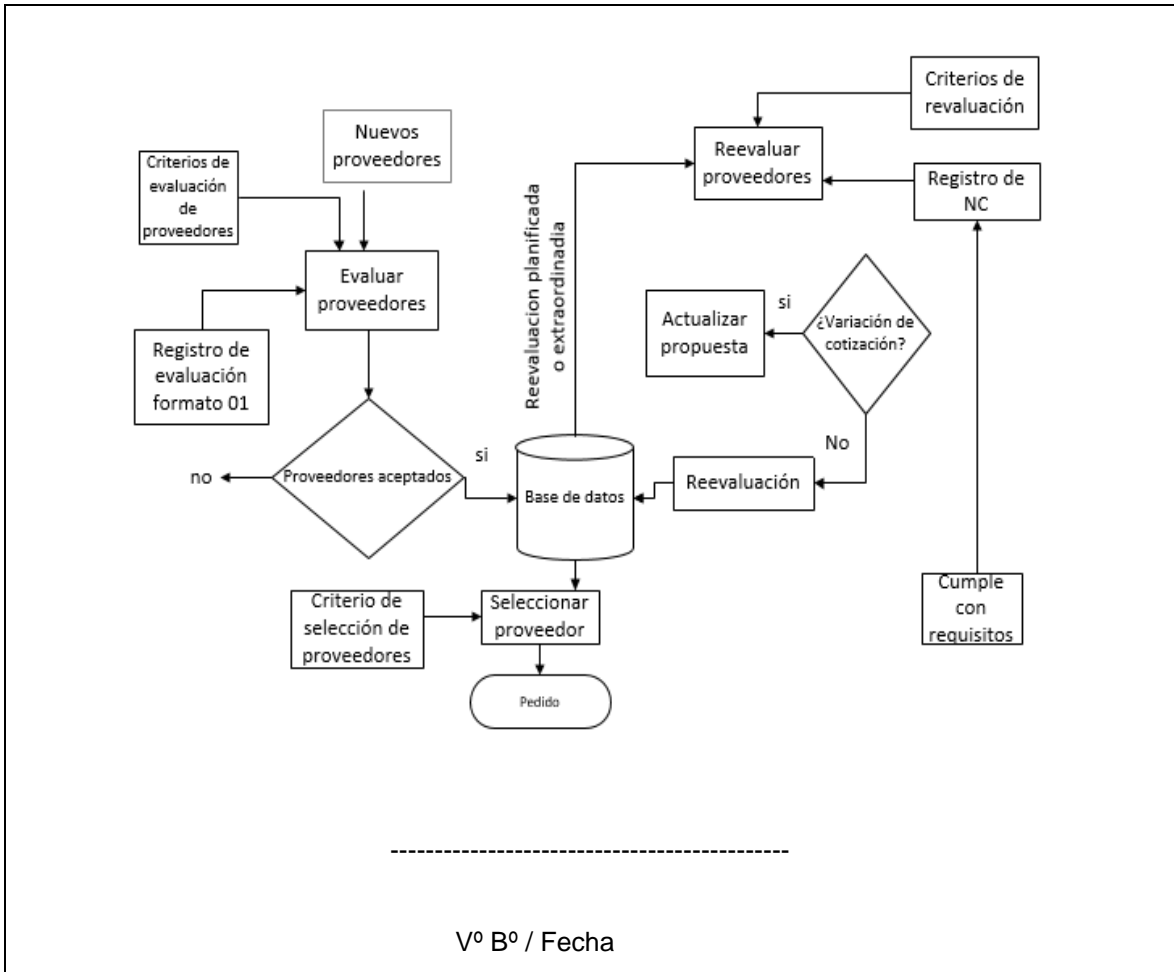 Nuevos
proveedores
Criterios de
evaluación
de
proveedores
Evaluar
proveedores
Registro de
evaluación
formato 01
Proveedores aceptados
no
si
Criterio de
selección de
proveedores
Base de datos
Seleccionar
proveedor
Pedido
Reevaluacion planificada
o extraordinadia
Criterios de
revaluación
Reevaluar
proveedores
Registro de
NC
¿Variación de
cotización?
si
Actualizar
propuesta
No
Reevaluación
Cumple
con
requisitos
---------------------------------------------
Vº Bº / Fecha